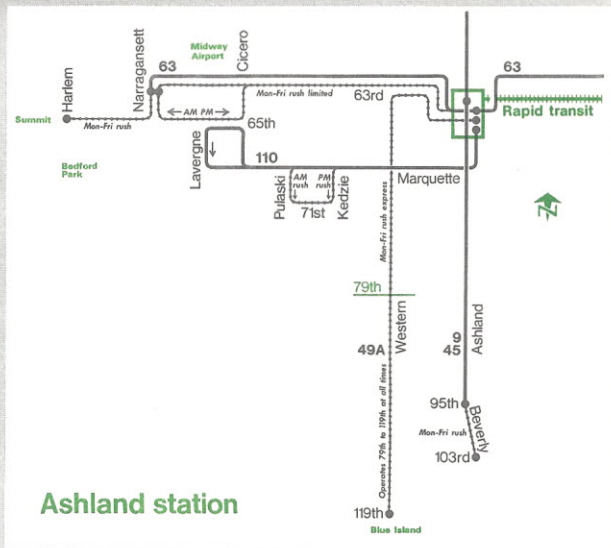 Midway
Airport
Cicero
Narragansett
63
63
Harlem
Mon-Fri rush limited
63rd
Rapid transit
Summit
Mon-Fri rush
AM PM
65th
Bedford
Park
Lavergne
110
Marquette
Pulaski
AM
rush
PM
rush
Kedzie
71st
Mon-Fri rush express
N
79th
49A
Western
9
45
Ashland
Operates 79th to 119th at all times
95th
Beverly
Mon-Fri rush
103rd
Ashland station
119th
Blue Island